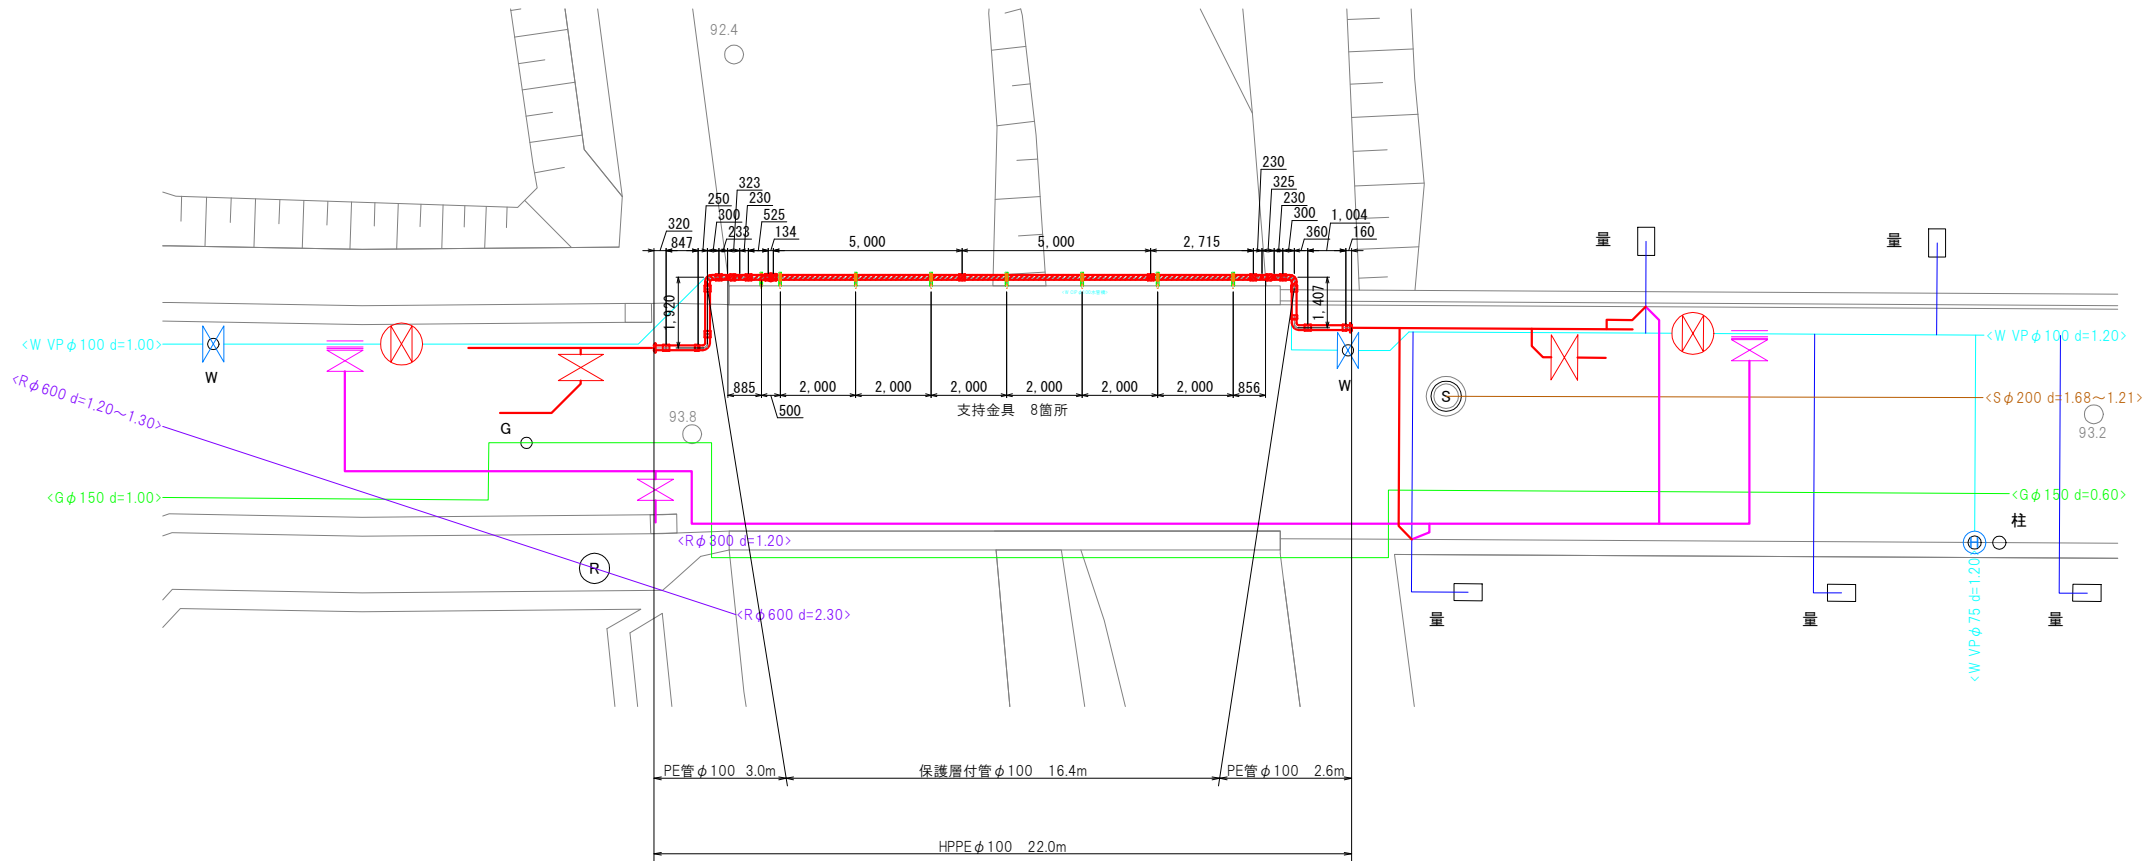 92.4
230
323
325
250
230
230
320
300
525
300
1,004
847
233
134
5,000
5,000
2,715
360
160
量
量
1,920
1,407
<W VPφ100 d=1.00>
W
W
<W VPφ100 d=1.20>
<Rφ600 d=1.20～1.30>
885
2,000
2,000
2,000
2,000
2,000
2,000
856
500
支持金具 8箇所
S
<Sφ200 d=1.68～1.21>
93.8
93.2
G
<Gφ150 d=1.00>
<Gφ150 d=0.60>
柱
<Rφ300 d=1.20>
H
R
<Rφ600 d=2.30>
量
量
量
<W VPφ75 d=1.20>
PE管φ100 3.0m
保護層付管φ100 16.4m
PE管φ100 2.6m
HPPEφ100 22.0m